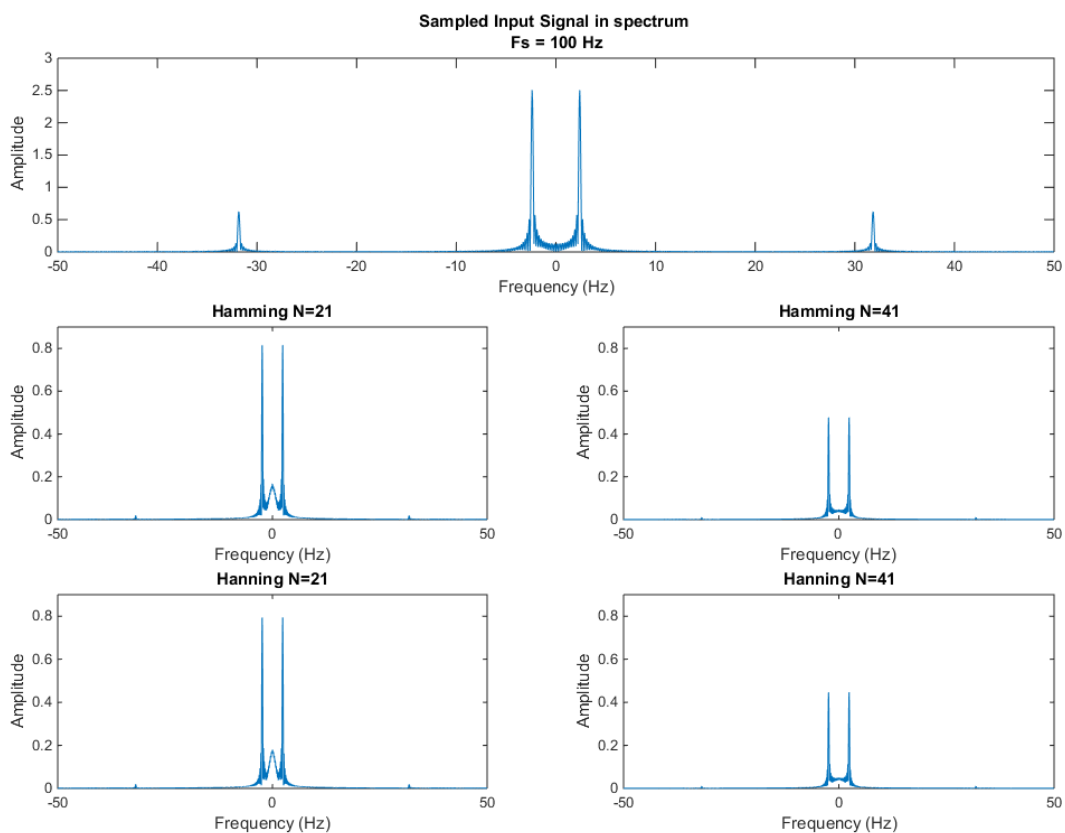 Sampled Input Signal in spectrum
Fs = 100 Hz
Amplitude
3
2.5
2
1.5
1
0.5
0
-50 -40 -30 -20 -10 0 10 20 30 40 50
Frequency (Hz)
Hamming N=21
Amplitude
0.8
0.6
0.4
0.2
0
-50 0 50
Frequency (Hz)
Hamming N=41
Amplitude
0.8
0.6
0.4
0.2
0
-50 0 50
Frequency (Hz)
Hanning N=21
Amplitude
0.8
0.6
0.4
0.2
0
-50 0 50
Frequency (Hz)
Hanning N=41
Amplitude
0.8
0.6
0.4
0.2
0
-50 0 50
Frequency (Hz)